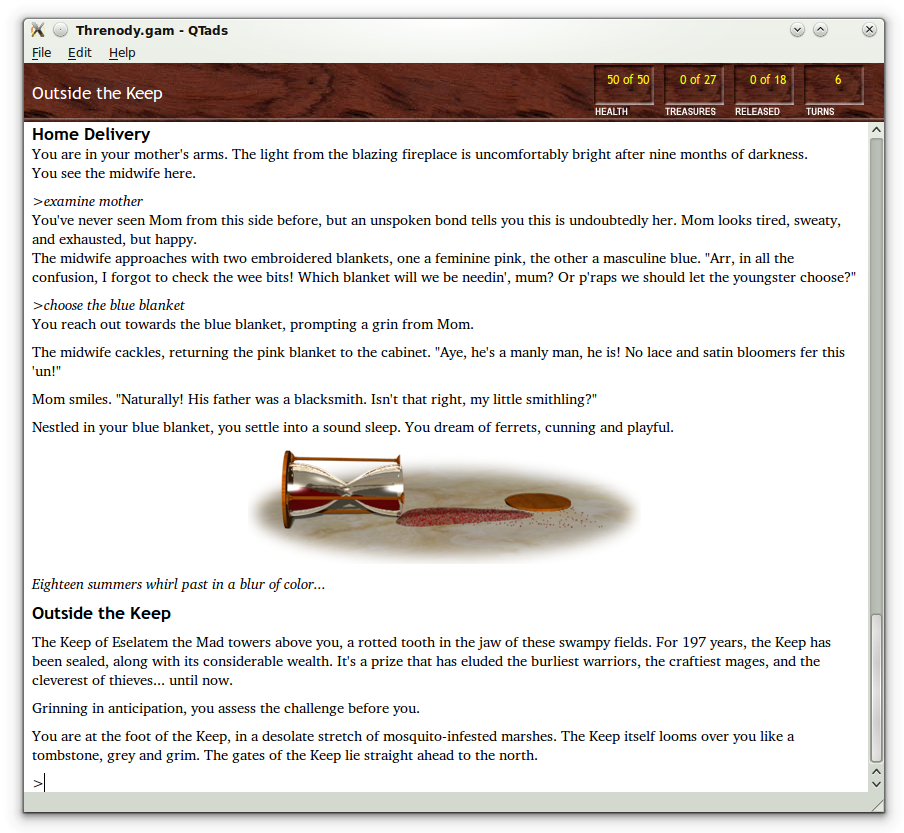 Threnody.gam - QTads
File Edit Help
Outside the Keep
50 of 50 0 of 27 0 of 18 6
HEALTH TREASURES RELEASED TURNS
Home Delivery
You are in your mother's arms. The light from the blazing fireplace is uncomfortably bright after nine months of darkness.
You see the midwife here.
>examine mother
You've never seen Mom from this side before, but an unspoken bond tells you this is undoubtedly her. Mom looks tired, sweaty,
and exhausted, but happy.
The midwife approaches with two embroidered blankets, one a feminine pink, the other a masculine blue. "Arr, in all the
confusion, I forgot to check the wee bits! Which blanket will we be needin', mum? Or p'raps we should let the youngster choose?"
>choose the blue blanket
You reach out towards the blue blanket, prompting a grin from Mom.
The midwife cackles, returning the pink blanket to the cabinet. "Aye, he's a manly man, he is! No lace and satin bloomers fer this
'un!"
Mom smiles. "Naturally! His father was a blacksmith. Isn't that right, my little smithling?"
Nestled in your blue blanket, you settle into a sound sleep. You dream of ferrets, cunning and playful.
Eighteen summers whirl past in a blur of color...
Outside the Keep
The Keep of Eselatem the Mad towers above you, a rotted tooth in the jaw of these swampy fields. For 197 years, the Keep has
been sealed, along with its considerable wealth. It's a prize that has eluded the burliest warriors, the craftiest mages, and the
cleverest of thieves... until now.
Grinning in anticipation, you assess the challenge before you.
You are at the foot of the Keep, in a desolate stretch of mosquito-infested marshes. The Keep itself looms over you like a
tombstone, grey and grim. The gates of the Keep lie straight ahead to the north.
>